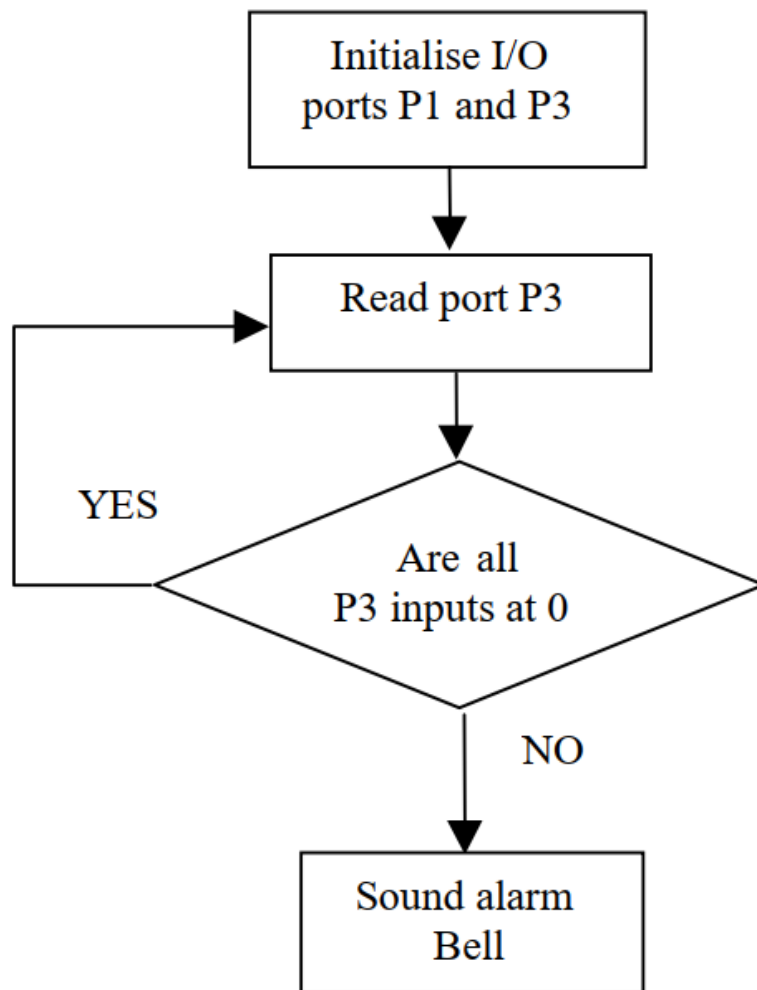 Initialise I/O
ports P1 and P3
Read port P3
YES
Are all
P3 inputs at 0
NO
Sound alarm
Bell